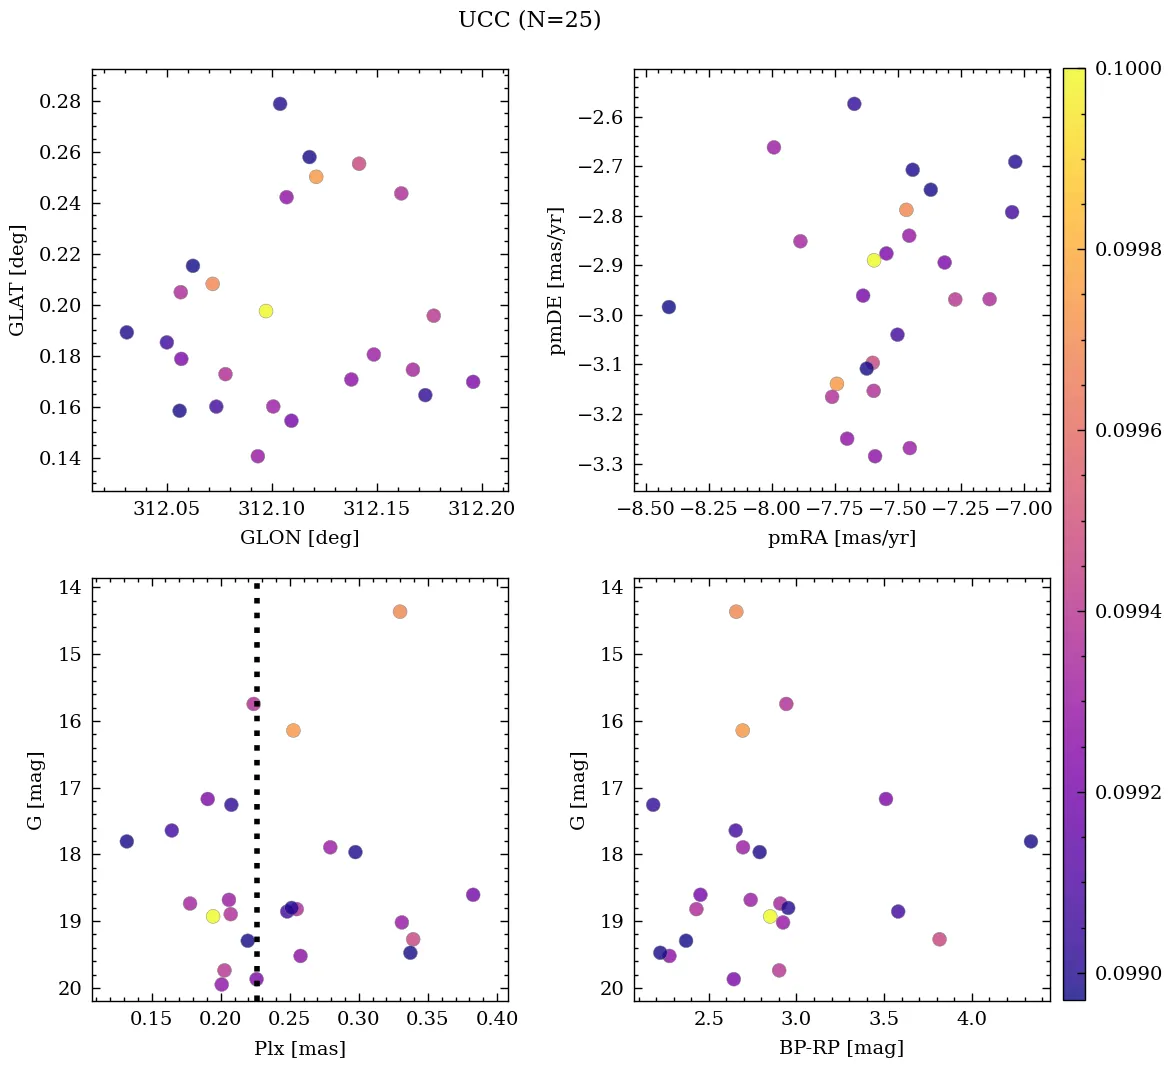 UCC (N=25)
0.28
0.26
0.24
0.22
0.20
0.18
0.16
0.14
GLAT [deg]
312.05 312.10 312.15 312.20
GLON [deg]
−2.6
−2.7
−2.8
−2.9
−3.0
−3.1
−3.2
−3.3
pmDE [mas/yr]
−8.50 −8.25 −8.00 −7.75 −7.50 −7.25 −7.00
pmRA [mas/yr]
14
15
16
17
18
19
20
G [mag]
0.15 0.20 0.25 0.30 0.35 0.40
Plx [mas]
14
15
16
17
18
19
20
G [mag]
2.5 3.0 3.5 4.0
BP-RP [mag]
0.1000
0.0998
0.0996
0.0994
0.0992
0.0990